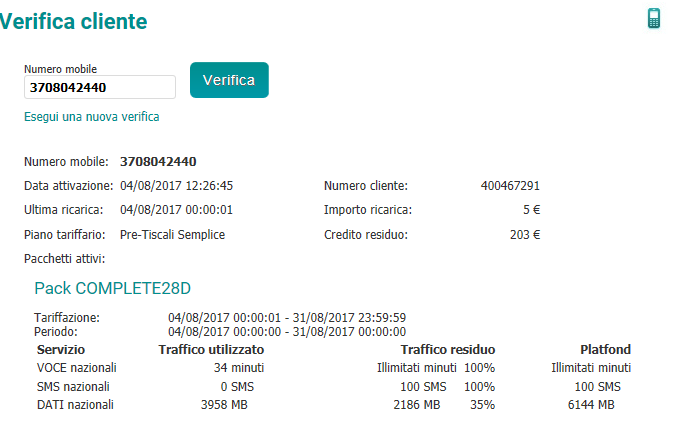 Verifica cliente
Numero mobile
3708042440 Verifica
Esegui una nuova verifica
Numero mobile: 3708042440
Data attivazione: 04/08/2017 12:26:45 Numero cliente: 400467291
Ultima ricarica: 04/08/2017 00:00:01 Importo ricarica: 5 €
Piano tariffario: Pre-Tiscali Semplice Credito residuo: 203 €
Pacchetti attivi:
Pack COMPLETE28D
Tariffazione: 04/08/2017 00:00:01 - 31/08/2017 23:59:59
Periodo: 04/08/2017 00:00:00 - 31/08/2017 00:00:00
Servizio Traffico utilizzato Traffico residuo Platfond
VOCE nazionali 34 minuti Illimitati minuti 100% Illimitati minuti
SMS nazionali 0 SMS 100 SMS 100% 100 SMS
DATI nazionali 3958 MB 2186 MB 35% 6144 MB